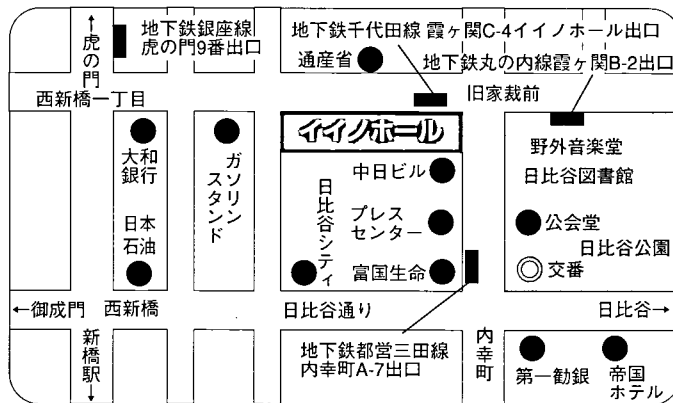 地下鉄銀座線
虎の門9番出口
虎の門
地下鉄千代田線 霞ヶ関C-4イイノホール出口
通産省
地下鉄丸の内線霞ヶ関B-2出口
西新橋一丁目
旧家裁前
イイノホール
大和
銀行
ガソリン
スタンド
日本
石油
日比谷シティ
中日ビル
プレス
センター
富国生命
野外音楽堂
日比谷図書館
公会堂
日比谷公園
交番
←御成門
西新橋
日比谷通り
日比谷→
新橋駅
地下鉄都営三田線
内幸町A-7出口
内幸町
第一勧銀
帝国
ホテル